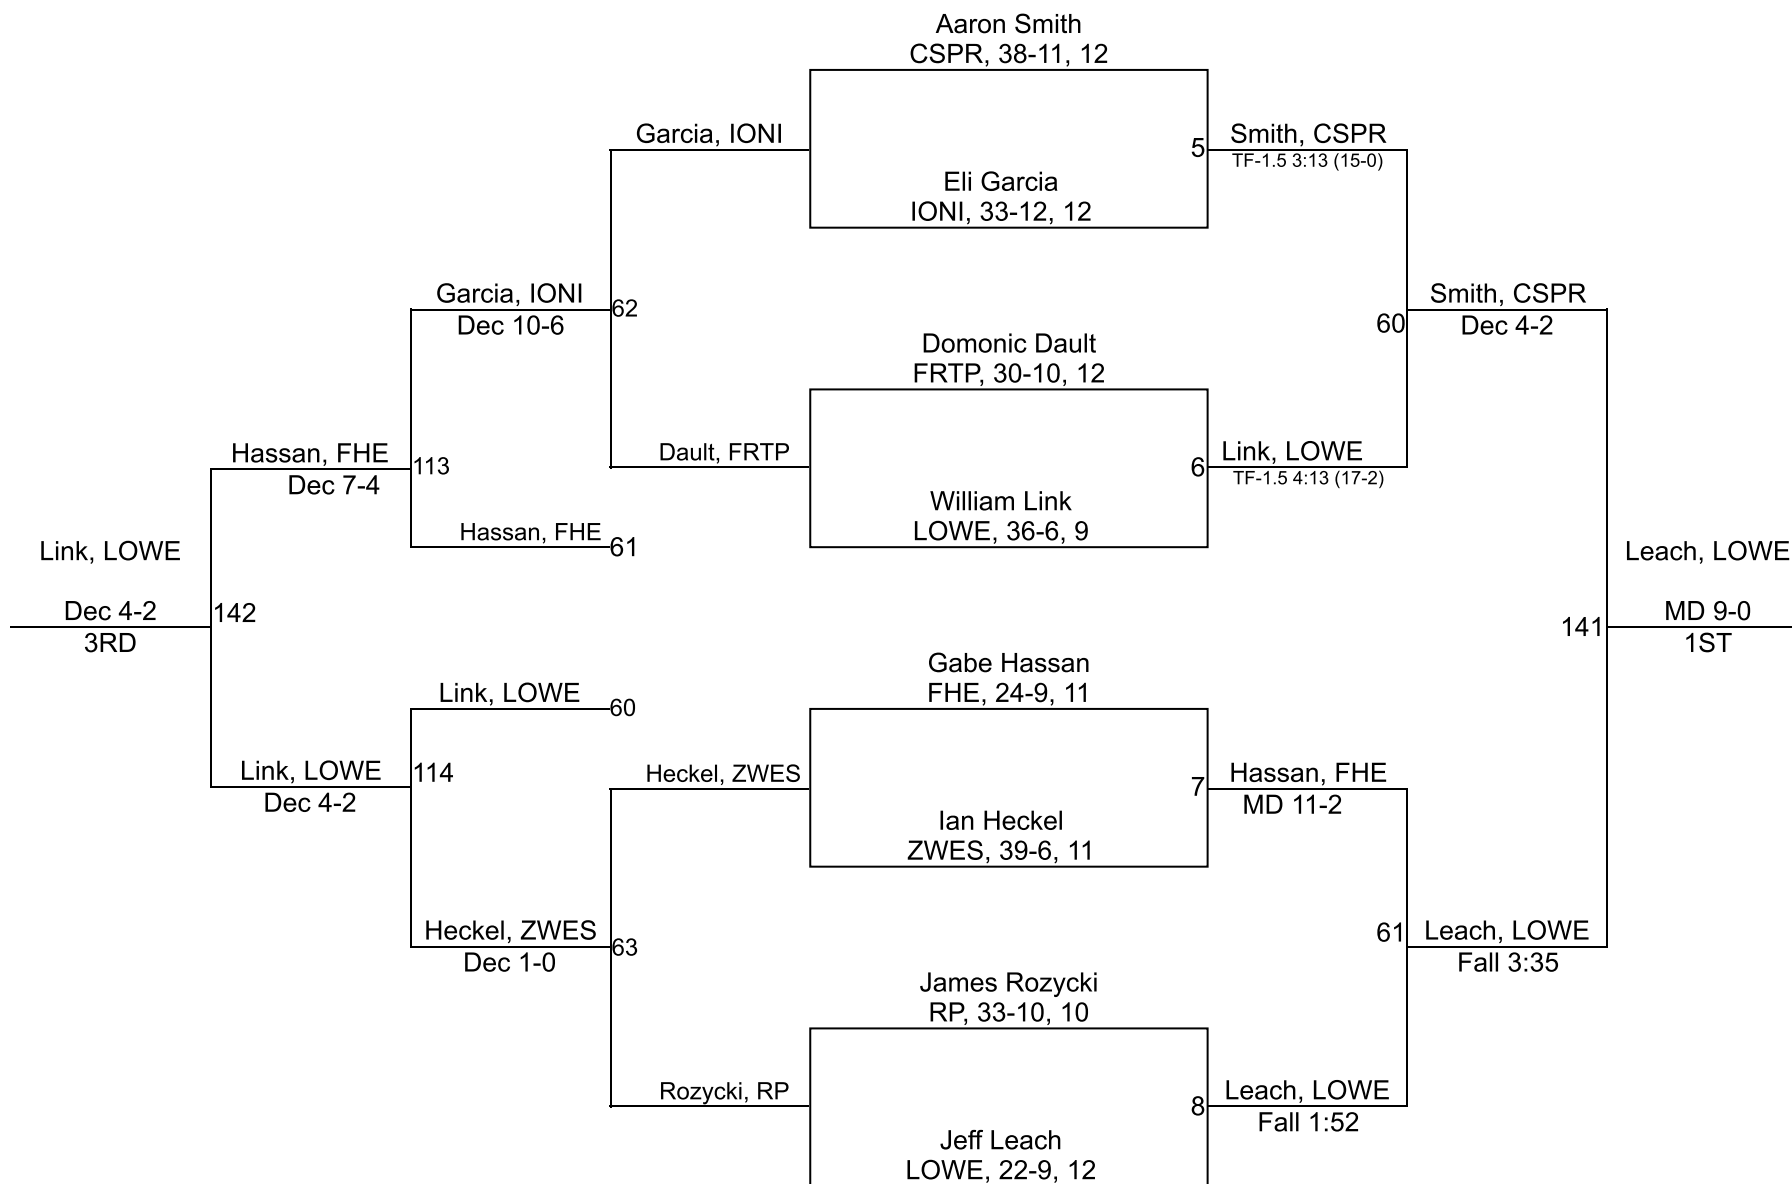 Aaron Smith
CSPR, 38-11, 12
Garcia, IONI
5
Smith, CSPR
TF-1.5 3:13 (15-0)
Eli Garcia
IONI, 33-12, 12
Garcia, IONI
Dec 10-6
62
Smith, CSPR
Dec 4-2
60
Domonic Dault
FRTP, 30-10, 12
Hassan, FHE
Dec 7-4
113
Dault, FRTP
6
Link, LOWE
TF-1.5 4:13 (17-2)
William Link
LOWE, 36-6, 9
Hassan, FHE
61
Link, LOWE
Dec 4-2
3RD
142
Leach, LOWE
MD 9-0
1ST
141
Gabe Hassan
FHE, 24-9, 11
Link, LOWE
60
Link, LOWE
Dec 4-2
114
Heckel, ZWES
7
Hassan, FHE
MD 11-2
Ian Heckel
ZWES, 39-6, 11
Heckel, ZWES
Dec 1-0
63
61
Leach, LOWE
Fall 3:35
James Rozycki
RP, 33-10, 10
Rozycki, RP
8
Leach, LOWE
Fall 1:52
Jeff Leach
LOWE, 22-9, 12